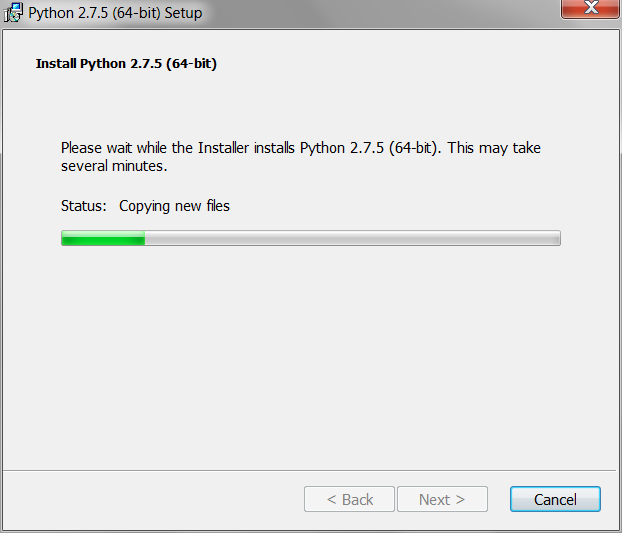 Python 2.7.5 (64-bit) Setup
Install Python 2.7.5 (64-bit)
Please wait while the Installer installs Python 2.7.5 (64-bit). This may take
several minutes.
Status: Copying new files
< Back Next > Cancel